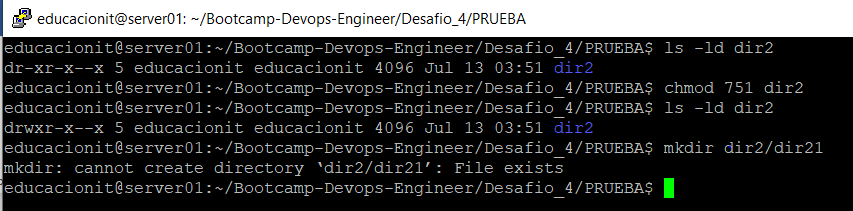 educacionit@server01: ~/Bootcamp-Devops-Engineer/Desafio_4/PRUEBA
educacionit@server01:~/Bootcamp-Devops-Engineer/Desafio_4/PRUEBA$ ls -ld dir2
dr-xr-x--x 5 educacionit educacionit 4096 Jul 13 03:51 dir2
educacionit@server01:~/Bootcamp-Devops-Engineer/Desafio_4/PRUEBA$ chmod 751 dir2
educacionit@server01:~/Bootcamp-Devops-Engineer/Desafio_4/PRUEBA$ ls -ld dir2
drwxr-x--x 5 educacionit educacionit 4096 Jul 13 03:51 dir2
educacionit@server01:~/Bootcamp-Devops-Engineer/Desafio_4/PRUEBA$ mkdir dir2/dir21
mkdir: cannot create directory ‘dir2/dir21’: File exists
educacionit@server01:~/Bootcamp-Devops-Engineer/Desafio_4/PRUEBA$